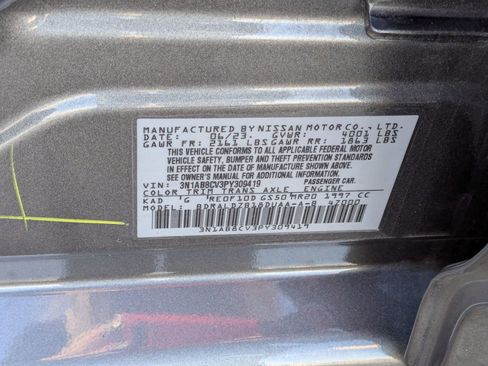 MANUFACTURED BY NISSAN MOTOR CO., LTD.
DATE: 06/23 GVWR: 4001 LBS
GAWR FR: 2161 LBS GAWR RR: 1863 LBS
THIS VEHICLE CONFORMS TO ALL APPLICABLE FEDERAL MOTOR
VEHICLE SAFETY, BUMPER AND THEFT PREVENTION STANDARDS
IN EFFECT ON THE DATE OF MANUFACTURE SHOWN ABOVE.
SEE OWNER'S MANUAL OR INFORMATION
VIN: 3N1AB8CV3PY309419 PASSENGER CAR.
COLOR TRIM TRANS AXLE ENGINE
KAD G RE0F10D GS50 MR20 1997 CC
MODEL: 47000
3N1AB8CV3PY309419